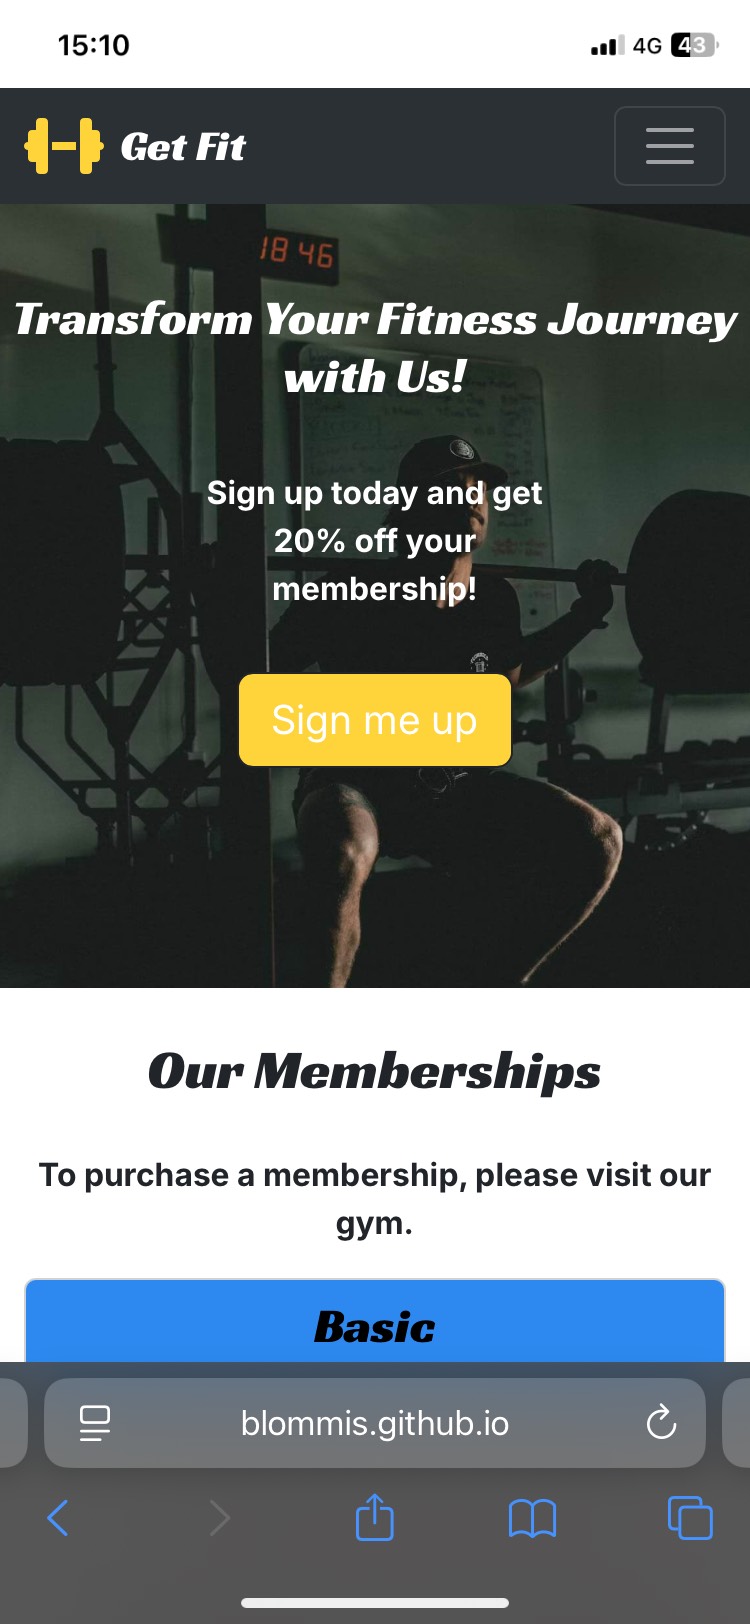 15:10
4G
43
Get Fit
18 46
Transform Your Fitness Journey
with Us!
Sign up today and get
20% off your
membership!
Sign me up
Our Memberships
To purchase a membership, please visit our
gym.
Basic
blommis.github.io